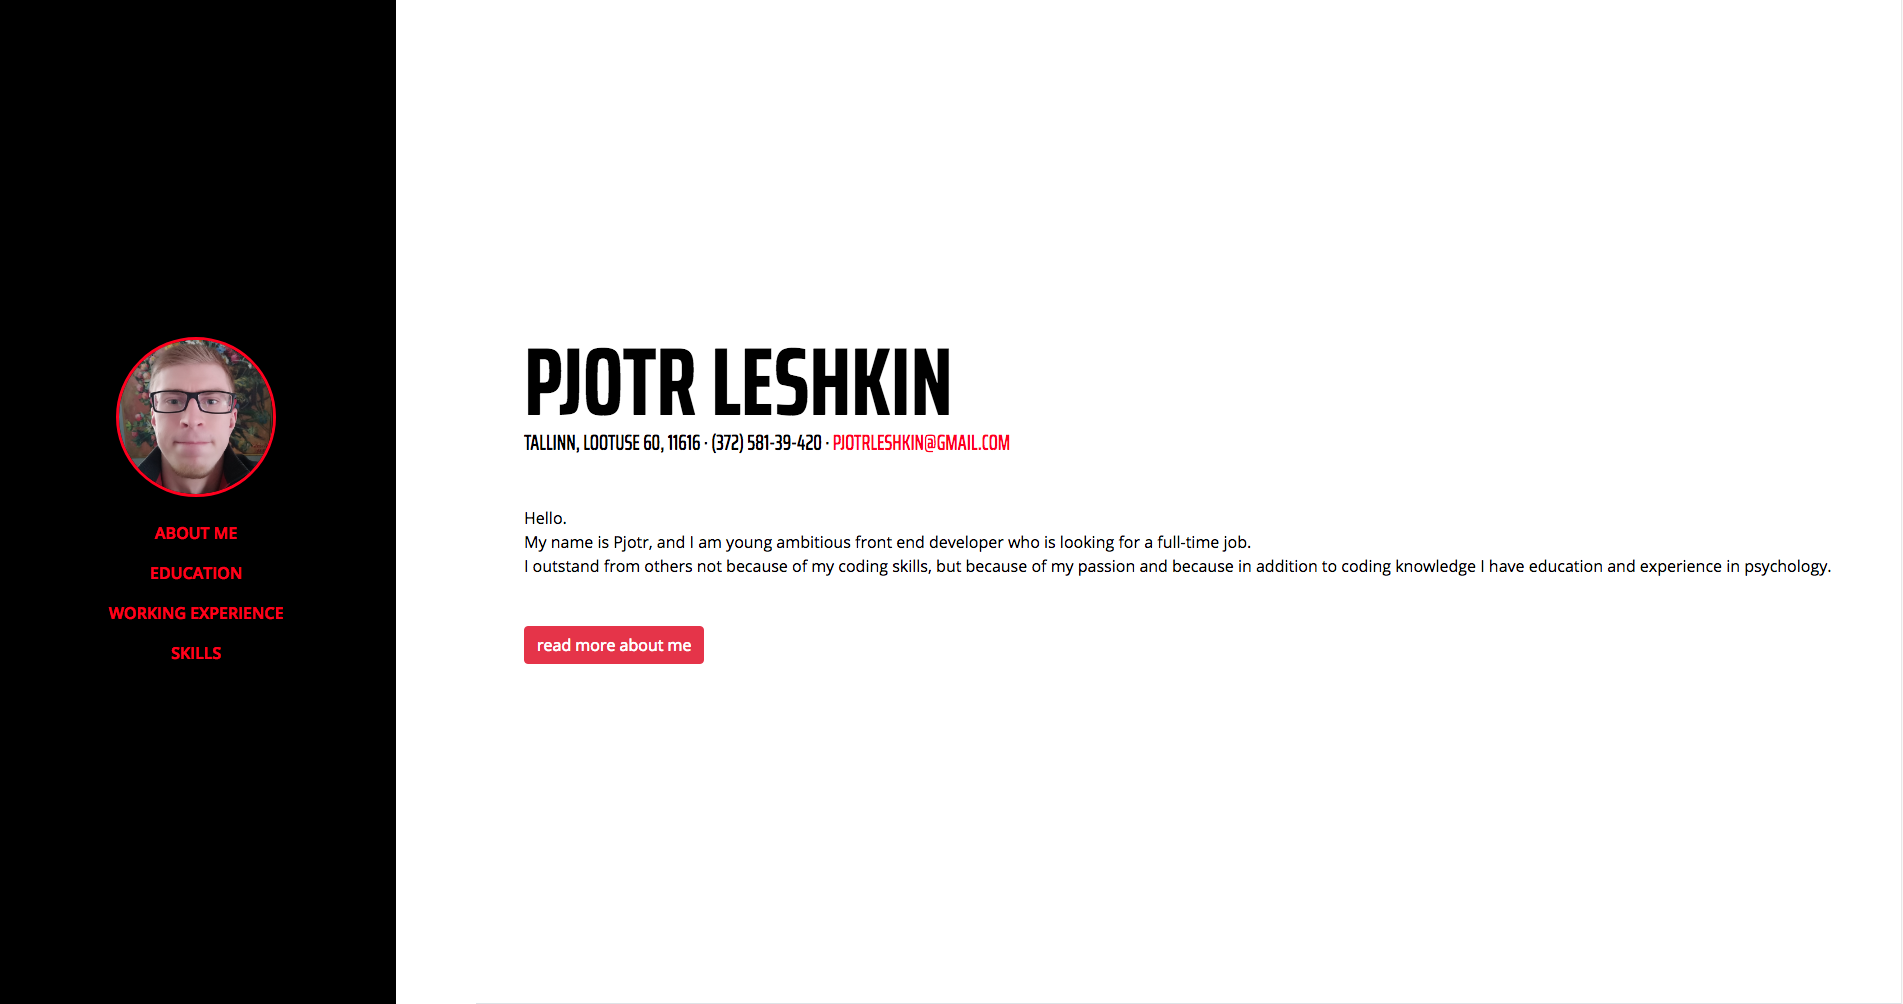 ABOUT ME
EDUCATION
WORKING EXPERIENCE
SKILLS
PJOTR LESHKIN
TALLINN, LOOTUSE 60, 11616 · (372) 581-39-420 · PJOTRLESHKIN@GMAIL.COM
Hello.
My name is Pjotr, and I am young ambitious front end developer who is looking for a full-time job.
I outstand from others not because of my coding skills, but because of my passion and because in addition to coding knowledge I have education and experience in psychology.
read more about me